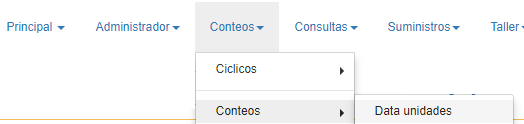 Principal Administrador Conteos Consultas Suministros Taller
Ciclicos
Conteos Data unidades